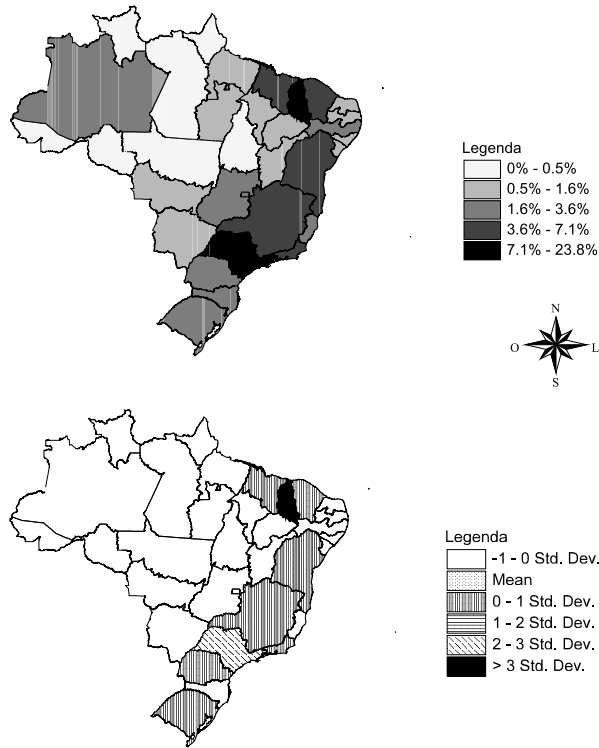 Legenda
0% - 0.5%
0.5% - 1.6%
1.6% - 3.6%
3.6% - 7.1%
7.1% - 23.8%
N
O
L
S
Legenda
-1 - 0 Std. Dev.
Mean
0 - 1 Std. Dev.
1 - 2 Std. Dev.
2 - 3 Std. Dev.
> 3 Std. Dev.